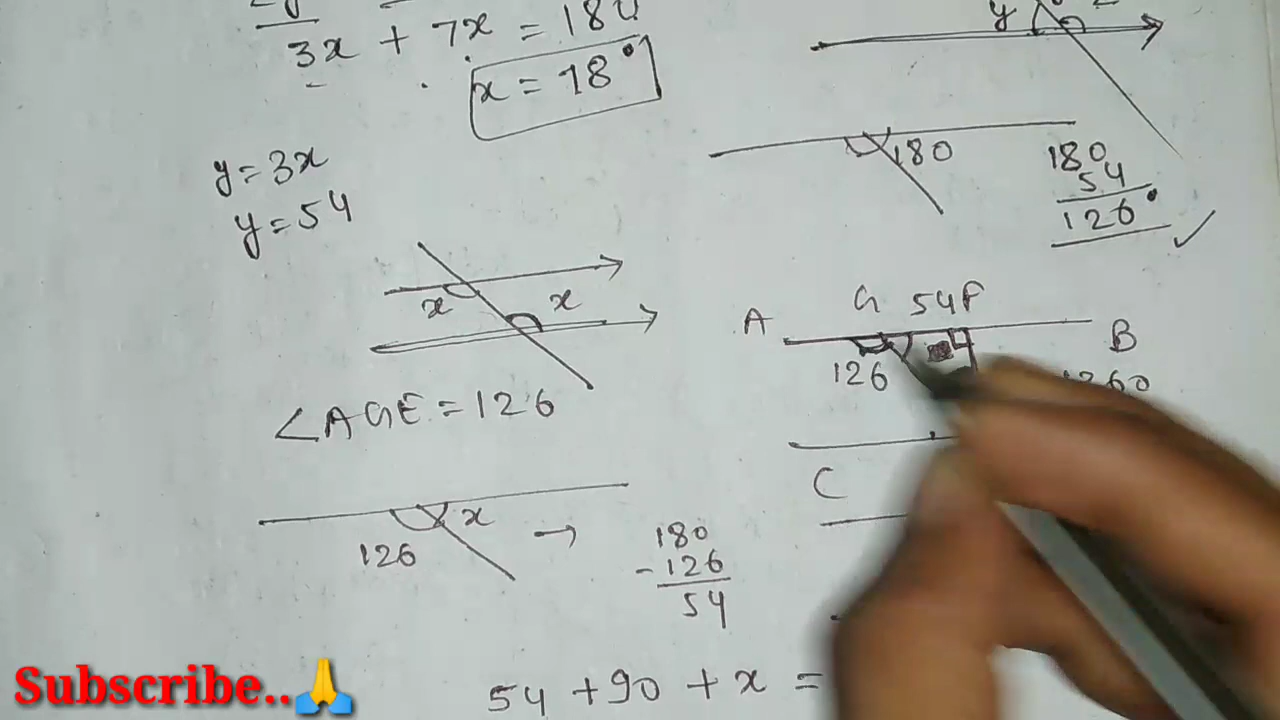 3x + 7x = 180
x = 18°
y = 3x
y = 54
x
x
∠AGE = 126
126
x
→
180
-126
54
54 + 90 + x =
y
180
180
54
126°
✓
A
G 54 F
B
126
C
Subscribe..🙏